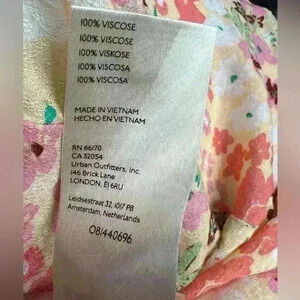 100% VISCOSE
100% VISCOSE
100% VISKOSE
100% VISCOSA
100% VISCOSA
MADE IN VIETNAM
HECHO EN VIETNAM
RN 66170
CA 32054
Urban Outfitters, Inc.
146 Brick Lane
LONDON, E1 6RU
Leidsestraat 32, 1017 PB
Amsterdam, Netherlands
081440696